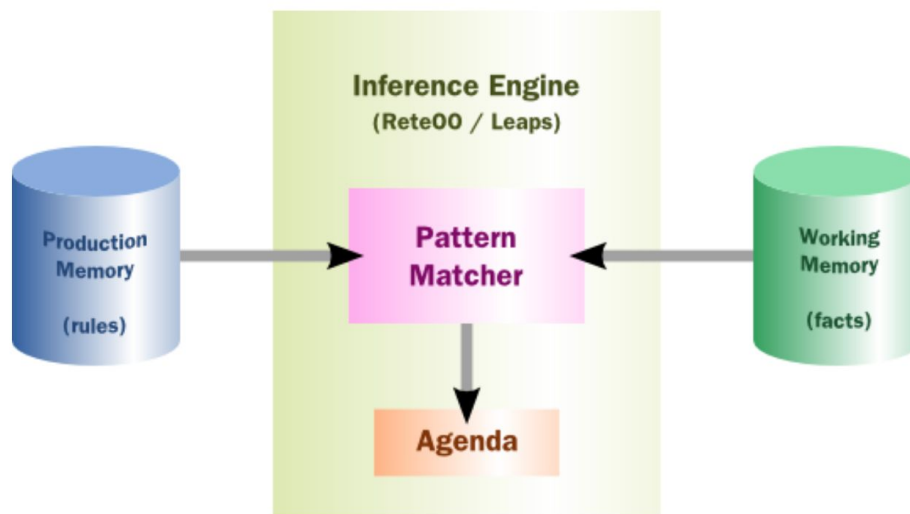 Inference Engine
(ReteOO / Leaps)
Production
Memory
(rules)
Pattern
Matcher
Working
Memory
(facts)
Agenda